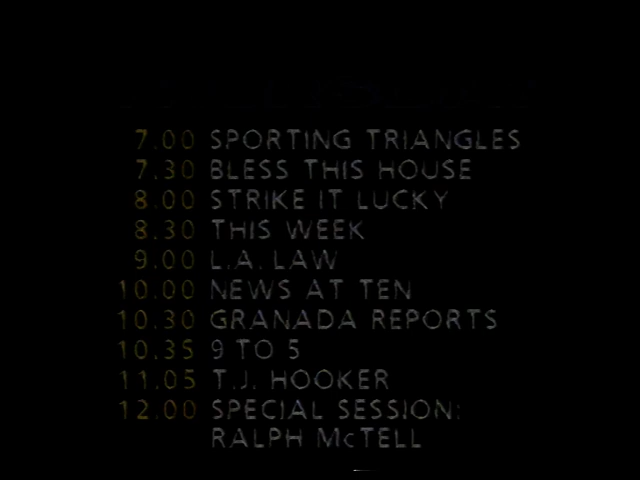 7.00 SPORTING TRIANGLES
7.30 BLESS THIS HOUSE
8.00 STRIKE IT LUCKY
8.30 THIS WEEK
9.00 L.A. LAW
10.00 NEWS AT TEN
10.30 GRANADA REPORTS
10.35 9 TO 5
11.05 T.J. HOOKER
12.00 SPECIAL SESSION:
RALPH McTELL